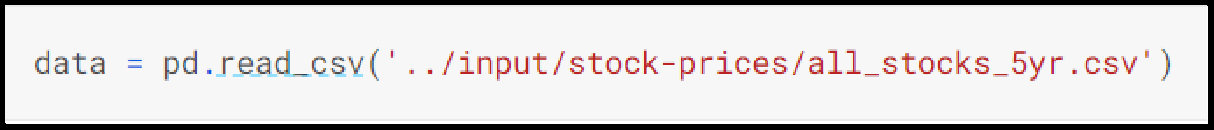 data = pd.read_csv('../input/stock-prices/all_stocks_5yr.csv')